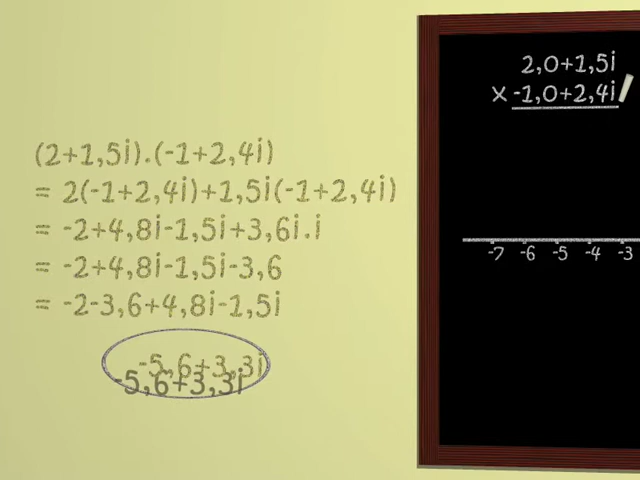 (2+1,5i).(-1+2,4i)
= 2(-1+2,4i)+1,5i(-1+2,4i)
= -2+4,8i-1,5i+3,6i.i
= -2+4,8i-1,5i-3,6
= -2-3,6+4,8i-1,5i
-5,6+3,3i
-5,6+3,3i
2,0+1,5i
x -1,0+2,4i
-7 -6 -5 -4 -3